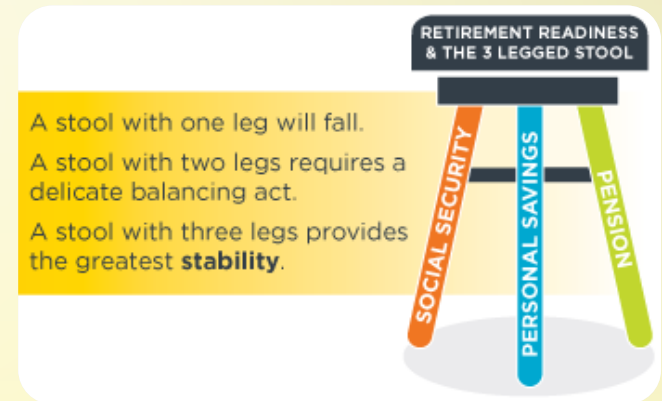 RETIREMENT READINESS
& THE 3 LEGGED STOOL
A stool with one leg will fall.
A stool with two legs requires a
delicate balancing act.
A stool with three legs provides
the greatest stability.
SOCIAL SECURITY
PERSONAL SAVINGS
PENSION